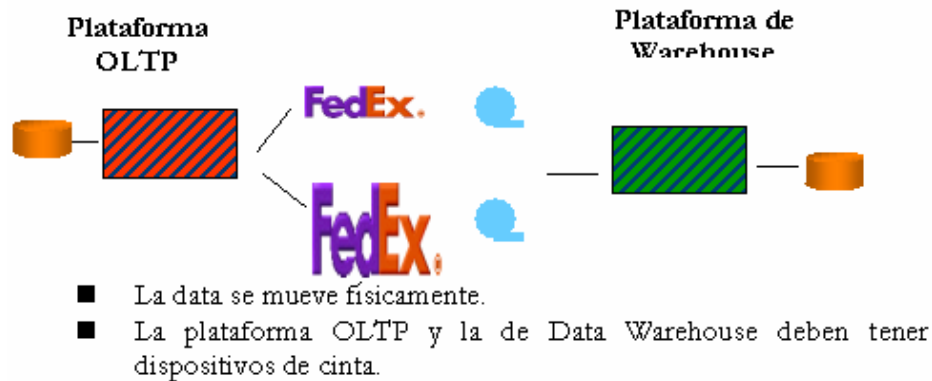 Plataforma
OLTP
Plataforma de
Warehouse
FedEx.
FedEx®
■ La data se mueve físicamente.
■ La plataforma OLTP y la de Data Warehouse deben tener
dispositivos de cinta.